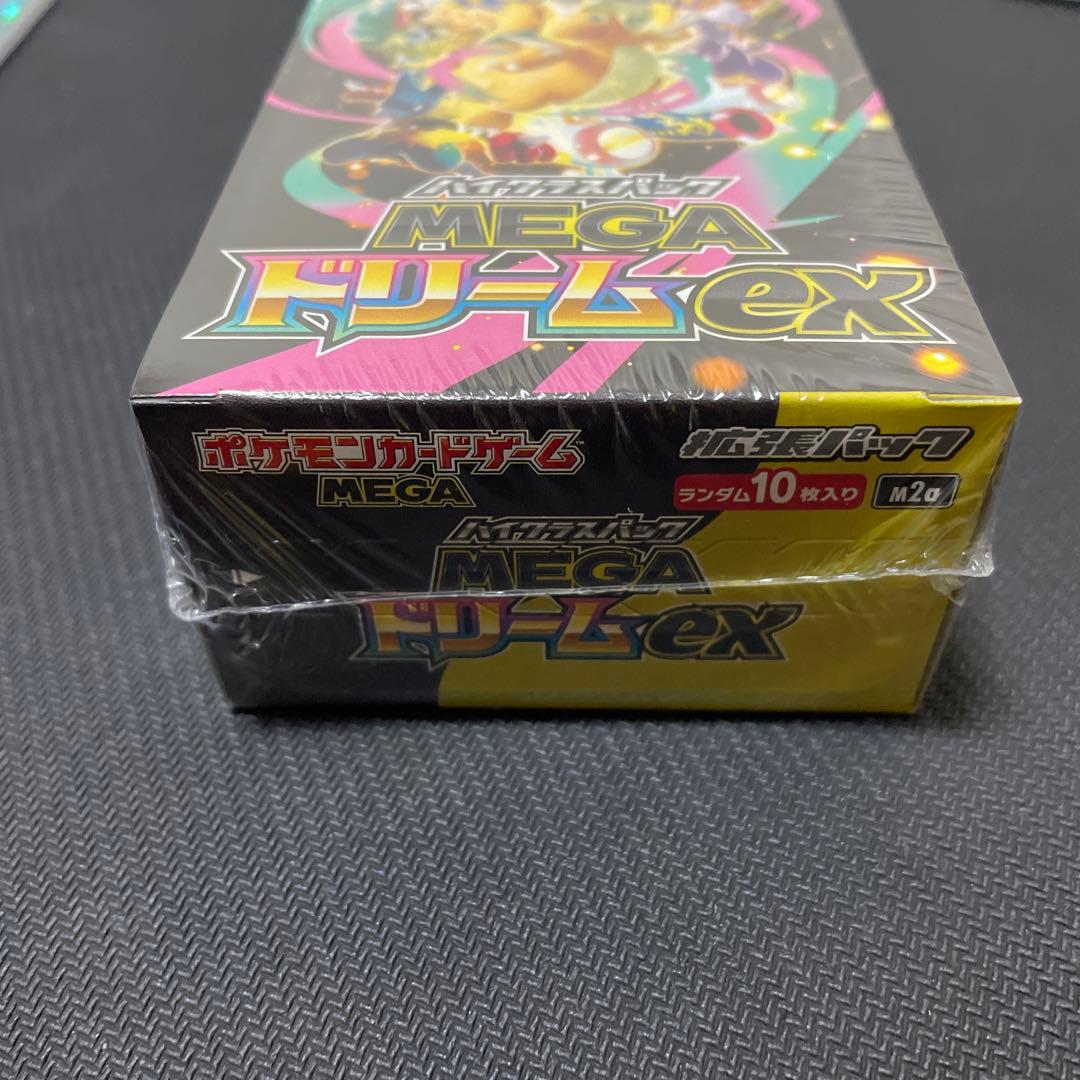 ハイクラスパック
MEGA
ドリームex
ポケモンカードゲーム™
MEGA
拡張パック
ランダム10枚入り
M2a
ハイクラスパック
MEGA
ドリームex